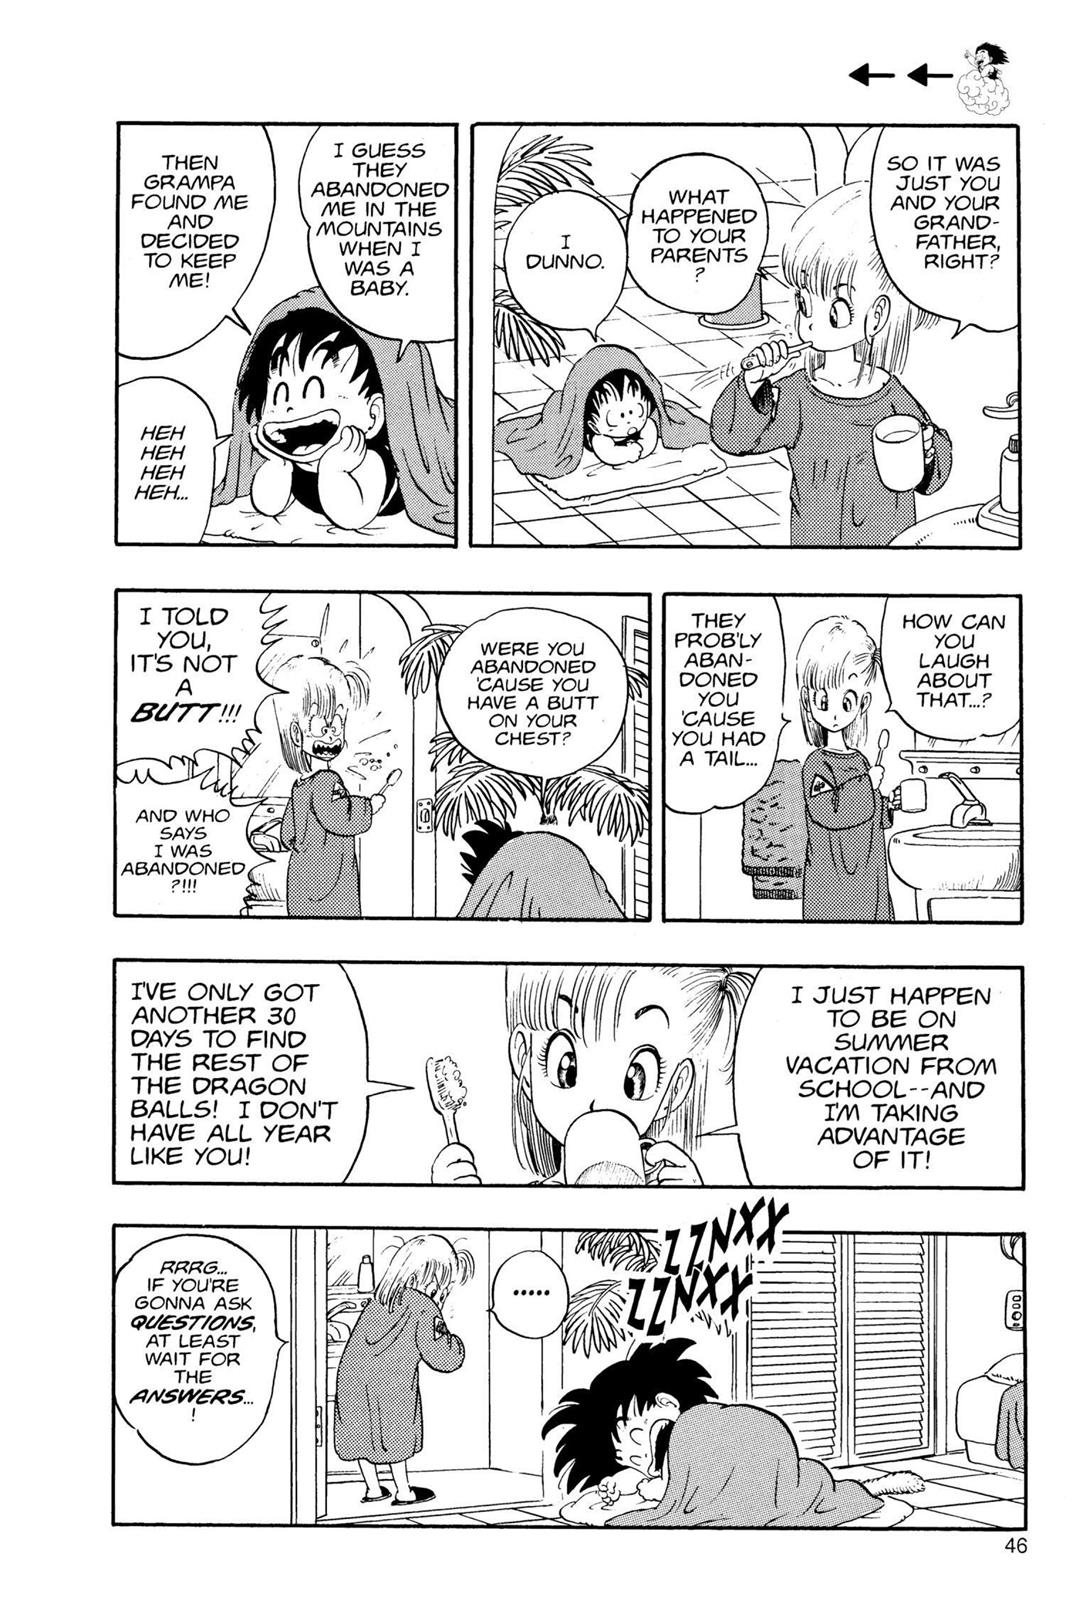 SO IT WAS
JUST YOU
AND YOUR
GRAND-
FATHER,
RIGHT?
WHAT
HAPPENED
TO YOUR
PARENTS
?
I
DUNNO.
I GUESS
THEY
ABANDONED
ME IN THE
MOUNTAINS
WHEN I
WAS A
BABY.
THEN
GRAMPA
FOUND ME
AND
DECIDED
TO KEEP
ME!
HEH
HEH
HEH
HEH...
HOW CAN
YOU
LAUGH
ABOUT
THAT...?
THEY
PROB'LY
ABAN-
DONED
YOU
'CAUSE
YOU HAD
A TAIL...
WERE YOU
ABANDONED
'CAUSE YOU
HAVE A BUTT
ON YOUR
CHEST?
I TOLD
YOU,
IT'S NOT
A
BUTT!!!
AND WHO
SAYS
I WAS
ABANDONED
?!!!
I JUST HAPPEN
TO BE ON
SUMMER
VACATION FROM
SCHOOL--AND
I'M TAKING
ADVANTAGE
OF IT!
I'VE ONLY GOT
ANOTHER 30
DAYS TO FIND
THE REST OF
THE DRAGON
BALLS! I DON'T
HAVE ALL YEAR
LIKE YOU!
ZZNXX
ZZNXX
.....
RRRG...
IF YOU'RE
GONNA ASK
QUESTIONS,
AT LEAST
WAIT FOR
THE
ANSWERS...
!
46